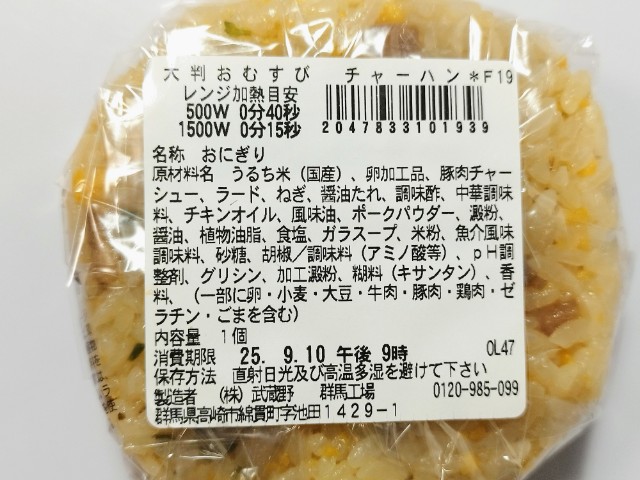 大判おむすび チャーハン＊F19
レンジ加熱目安
500W 0分40秒
1500W 0分15秒
2047833101939
名称 おにぎり
原材料名 うるち米（国産）、卵加工品、豚肉チャー
シュー、ラード、ねぎ、醤油たれ、調味酢、中華調味
料、チキンオイル、風味油、ポークパウダー、澱粉、
醤油、植物油脂、食塩、ガラスープ、米粉、魚介風味
調味料、砂糖、胡椒／調味料（アミノ酸等）、pH調
整剤、グリシン、加工澱粉、糊料（キサンタン）、香
料、（一部に卵・小麦・大豆・牛肉・豚肉・鶏肉・ゼ
ラチン・ごまを含む）
内容量 1個
消費期限 25. 9.10 午後 9時 OL47
保存方法 直射日光及び高温多湿を避けて下さい
製造者 （株）武蔵野 群馬工場 0120-985-099
群馬県高崎市綿貫町字池田1429-1